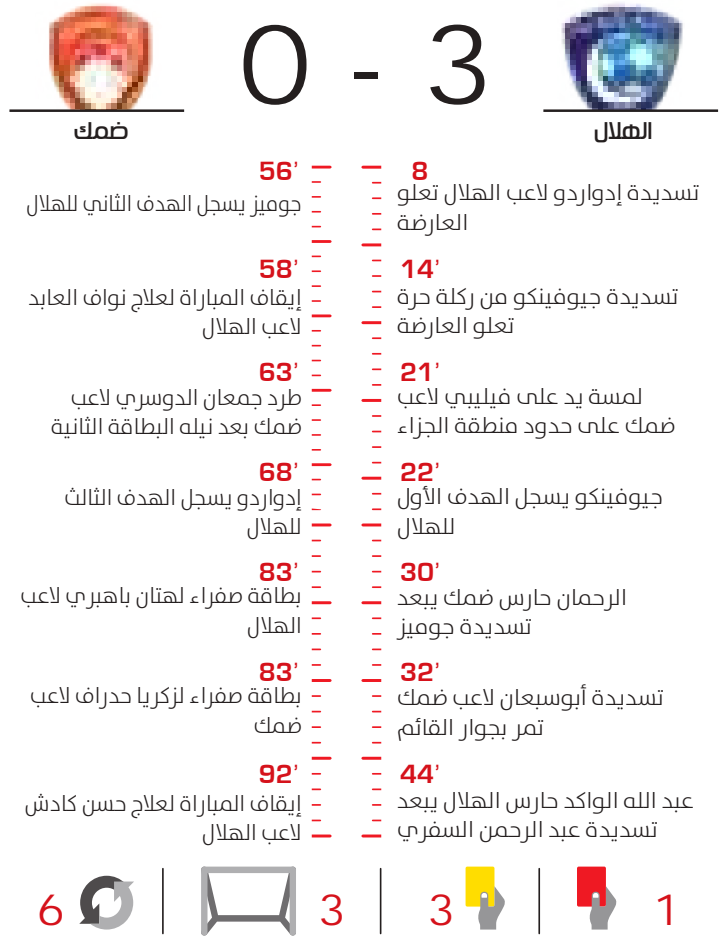 3 - 0
الهلال
ضمك
8
تسديدة إدواردو لاعب الهلال تعلو
العارضة
14’
تسديدة جيوفينكو من ركلة حرة
تعلو العارضة
21’
لمسة يد على فيليبي لاعب
ضمك على حدود منطقة الجزاء
22’
جيوفينكو يسجل الهدف الأول
للهلال
30’
الرحمان حارس ضمك يبعد
تسديدة جوميز
32’
تسديدة أبوسبعان لاعب ضمك
تمر بجوار القائم
44’
عبد الله الواكد حارس الهلال يبعد
تسديدة عبد الرحمن السفري
56’
جوميز يسجل الهدف الثاني للهلال
58’
إيقاف المباراة لعلاج نواف العابد
لاعب الهلال
63’
طرد جمعان الدوسري لاعب
ضمك بعد نيله البطاقة الثانية
68’
إدواردو يسجل الهدف الثالث
للهلال
83’
بطاقة صفراء لهتان باهبري لاعب
الهلال
83’
بطاقة صفراء لزكريا حدراف لاعب
ضمك
92’
إيقاف المباراة لعلاج حسن كادش
لاعب الهلال
1
3
3
6